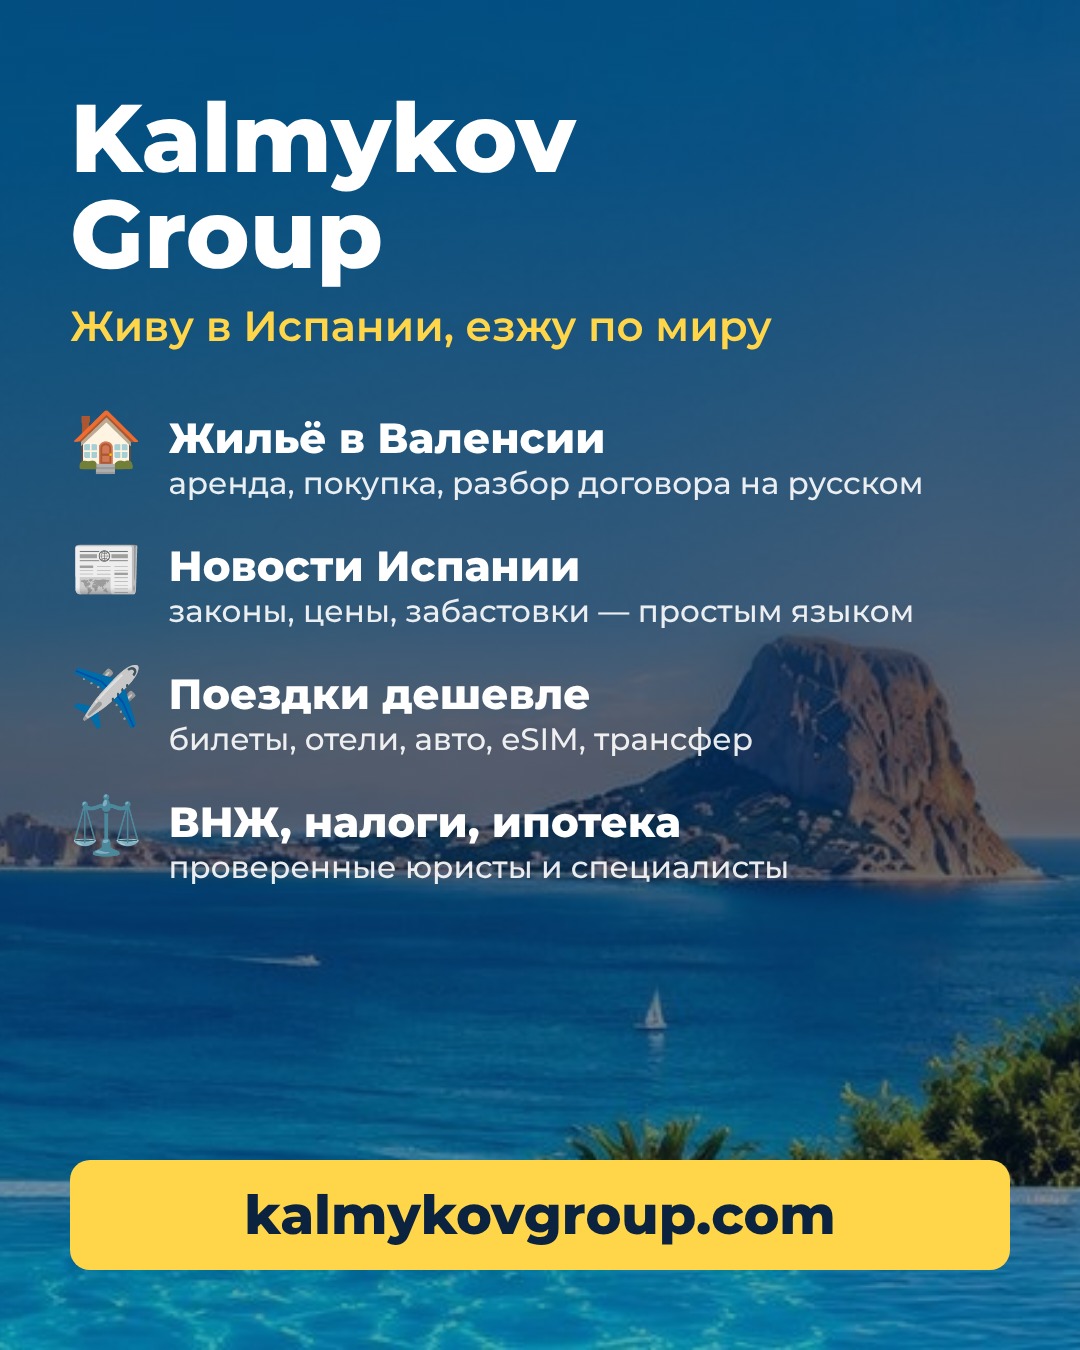 Kalmykov
Group
Живу в Испании, езжу по миру
Жильё в Валенсии
аренда, покупка, разбор договора на русском
Новости Испании
законы, цены, забастовки — простым языком
Поездки дешевле
билеты, отели, авто, eSIM, трансфер
ВНЖ, налоги, ипотека
проверенные юристы и специалисты
kalmykovgroup.com